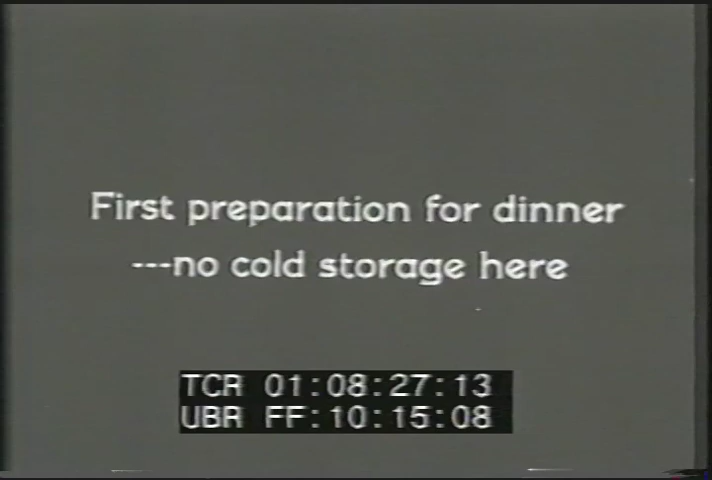 First preparation for dinner
---no cold storage here
TCR 01:08:27:13
UBR FF:10:15:08